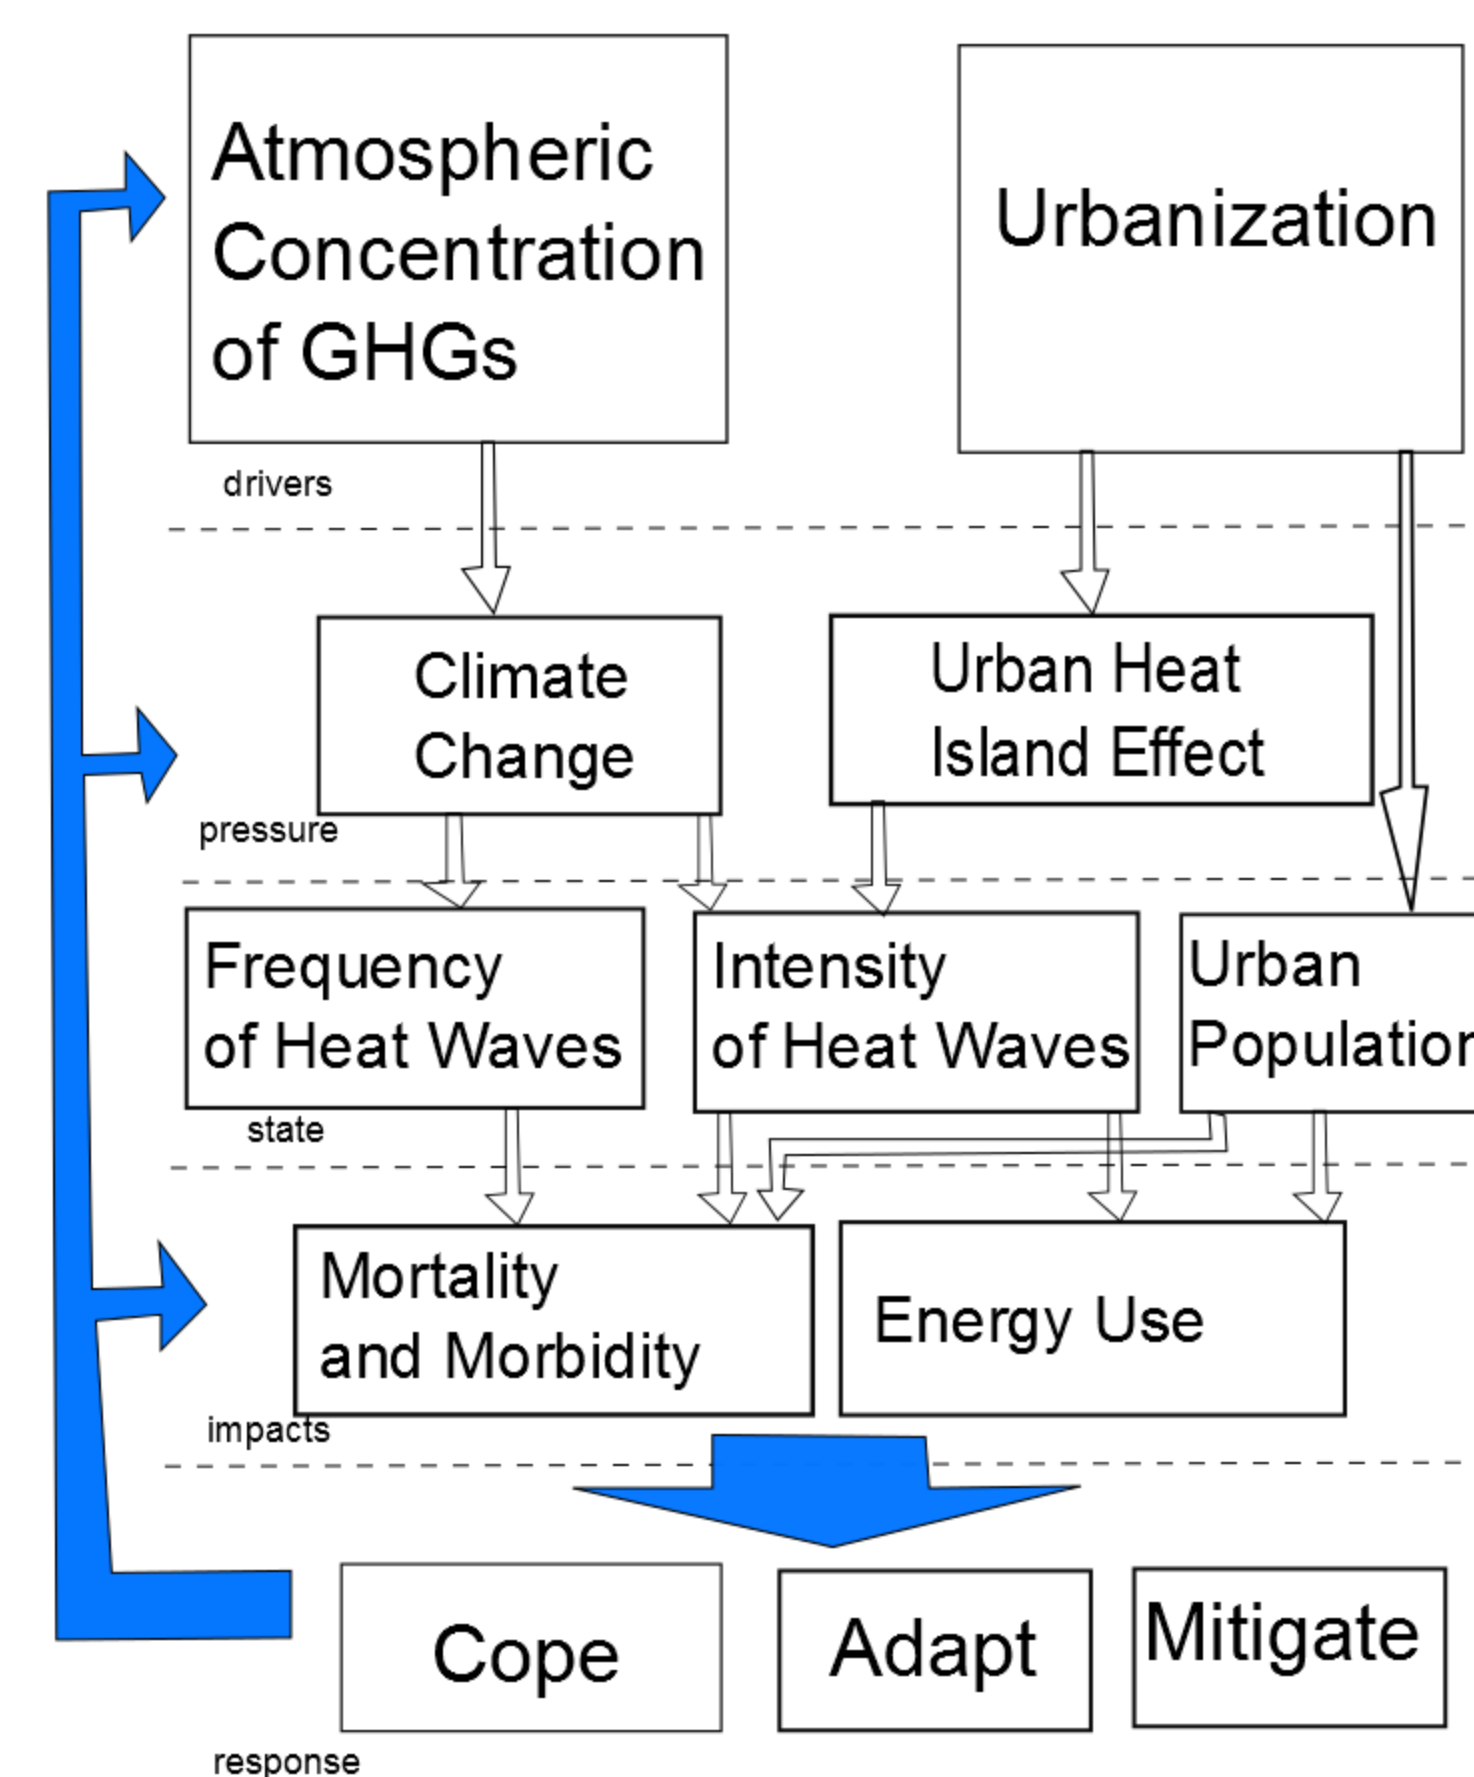 Atmospheric
Concentration
of GHGs
Urbanization
drivers
Climate
Change
Urban Heat
Island Effect
pressure
Frequency
of Heat Waves
Intensity
of Heat Waves
Urban
Population
state
Mortality
and Morbidity
Energy Use
impacts
Cope
Adapt
Mitigate
response